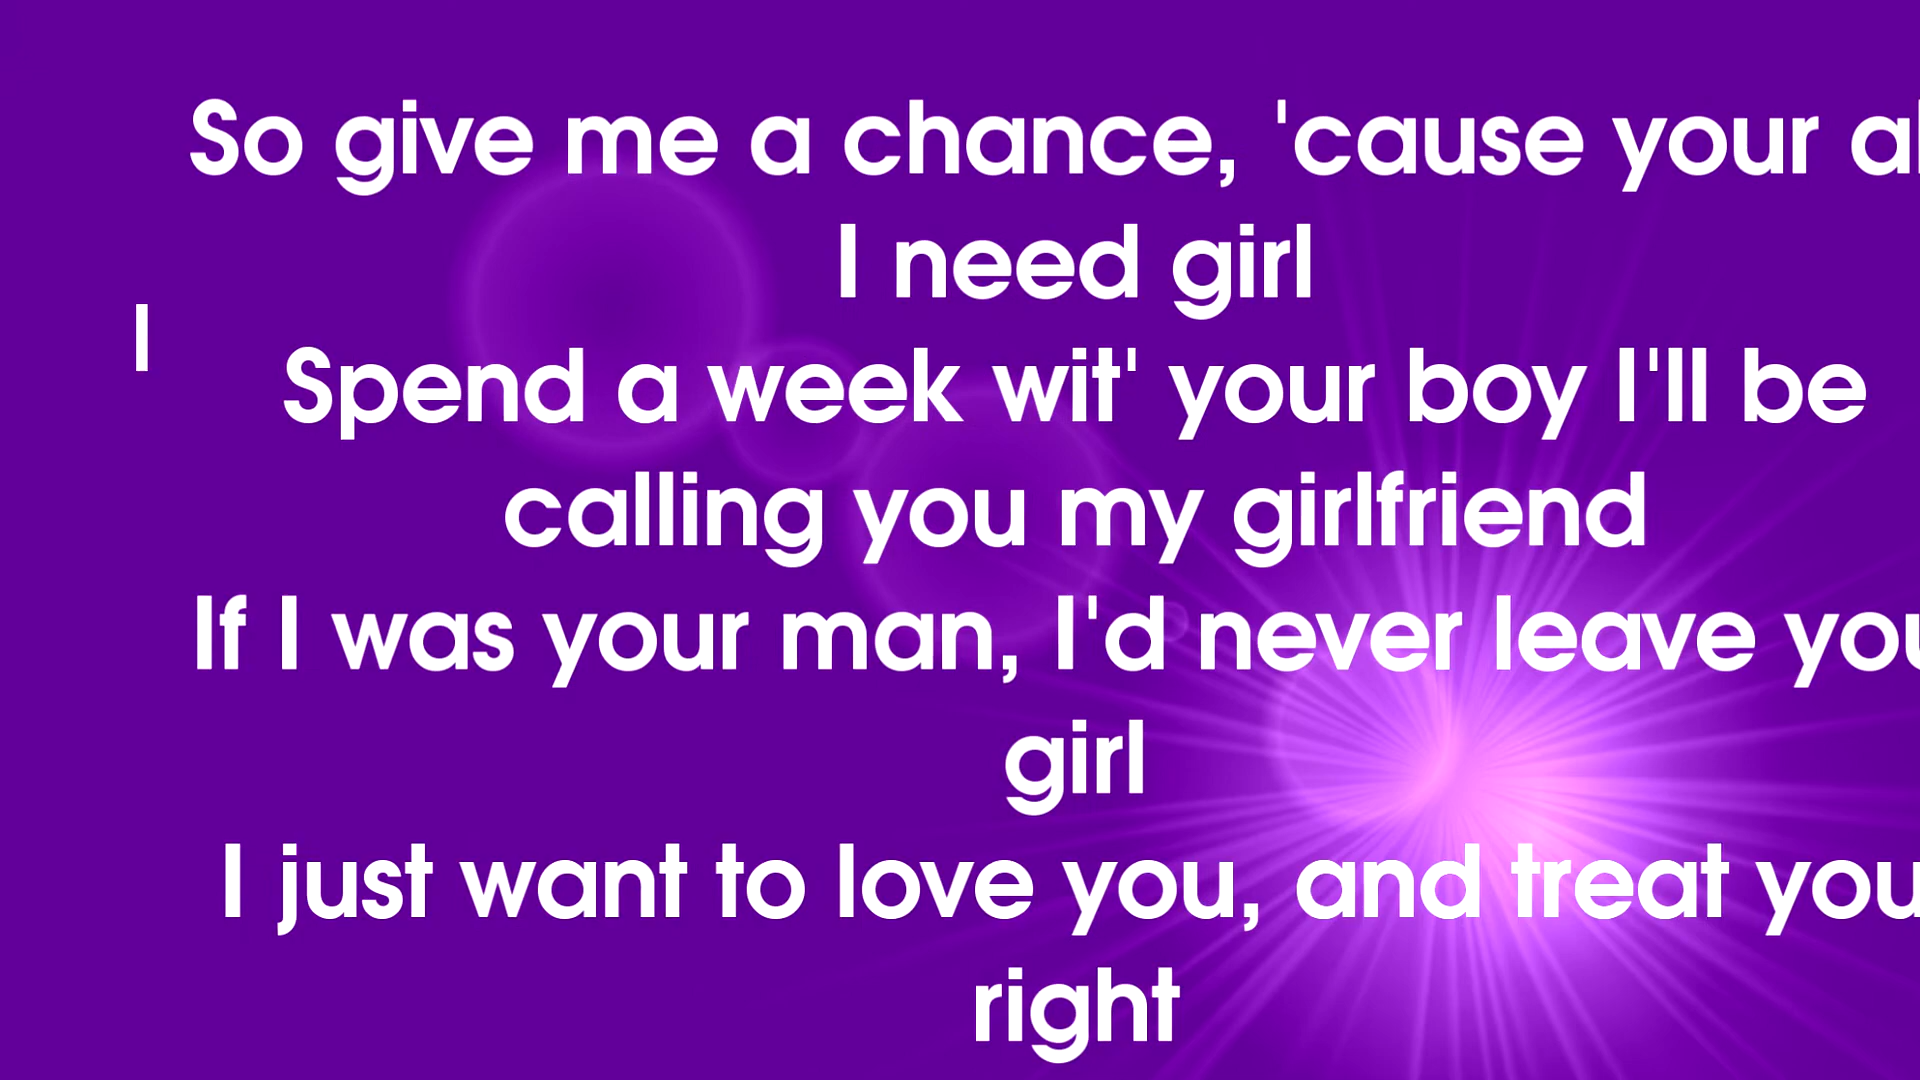 So give me a chance, 'cause your al
I need girl
I
Spend a week wit' your boy I'll be
calling you my girlfriend
If I was your man, I'd never leave you
girl
I just want to love you, and treat you
right